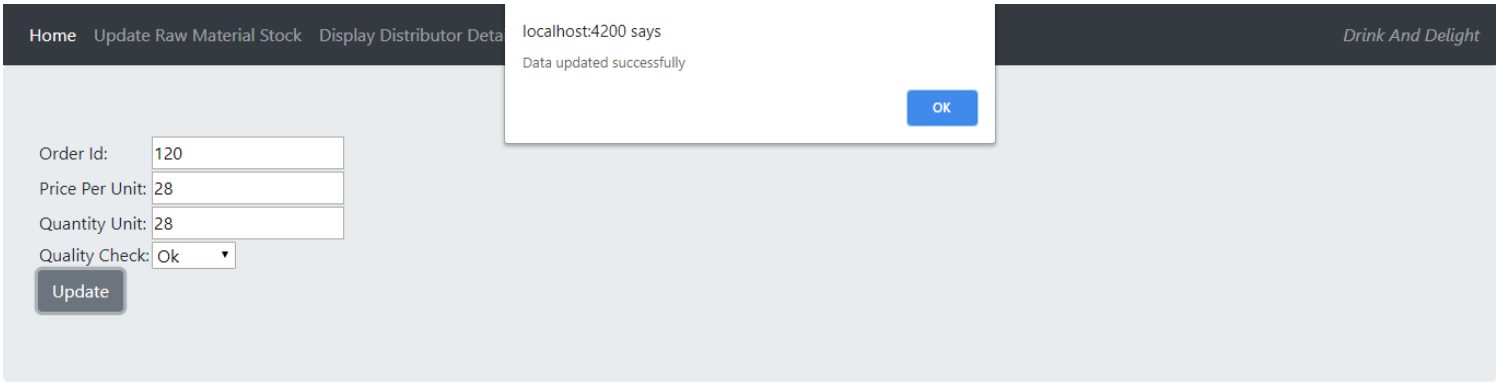 Home Update Raw Material Stock Display Distributor Deta
Drink And Delight
localhost:4200 says
Data updated successfully
OK
Order Id: 120
Price Per Unit: 28
Quantity Unit: 28
Quality Check: Ok
Update